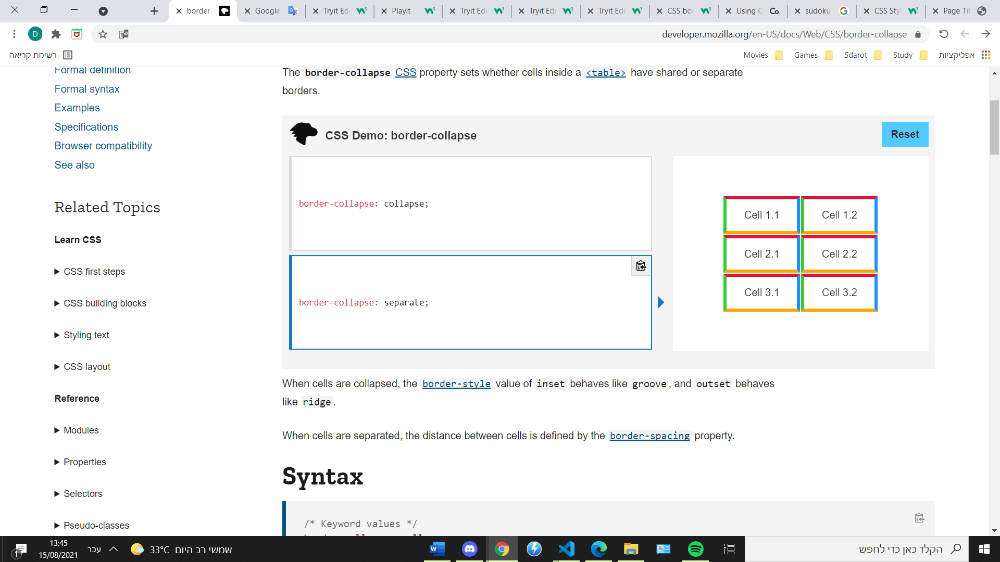 border-
Google
Tryit Edi
Playit
Tryit Edi
Tryit Edi
Tryit Edi
CSS bor
Using C
Co.
sudoku
CSS Sty
Page Tit
D
developer.mozilla.org/en-US/docs/Web/CSS/border-collapse
רשימת קריאה
Movies
Games
Sdarot
Study
אפליקציות
Formal definition
Formal syntax
Examples
Specifications
Browser compatibility
See also
Related Topics
Learn CSS
CSS first steps
CSS building blocks
Styling text
CSS layout
Reference
Modules
Properties
Selectors
Pseudo-classes
The border-collapse CSS property sets whether cells inside a <table> have shared or separate
borders.
CSS Demo: border-collapse
Reset
border-collapse: collapse;
border-collapse: separate;
Cell 1.1 Cell 1.2
Cell 2.1 Cell 2.2
Cell 3.1 Cell 3.2
When cells are collapsed, the border-style value of inset behaves like groove, and outset behaves
like ridge.
When cells are separated, the distance between cells is defined by the border-spacing property.
Syntax
/* Keyword values */
1
13:45
15/08/2021
עבר
33°C שמשי רב היום
הקלד כאן כדי לחפש